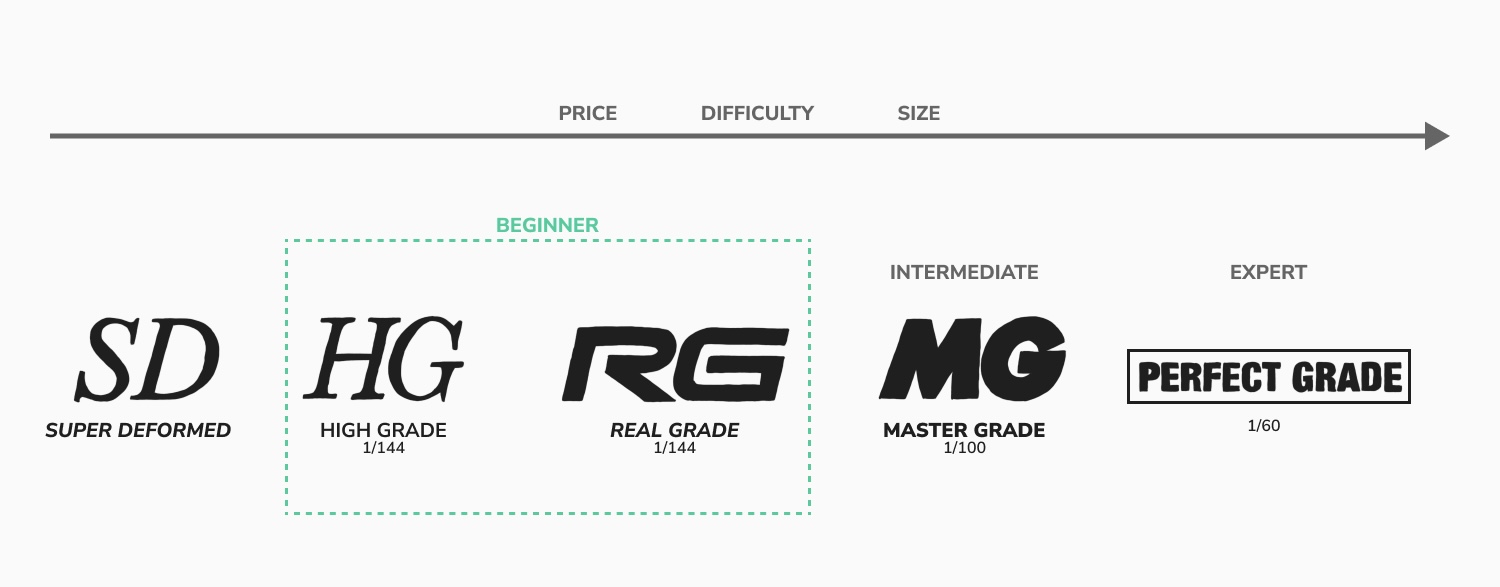 PRICE DIFFICULTY SIZE
BEGINNER
INTERMEDIATE
EXPERT
SD
SUPER DEFORMED
HG
HIGH GRADE
1/144
RG
REAL GRADE
1/144
MG
MASTER GRADE
1/100
PERFECT GRADE
1/60